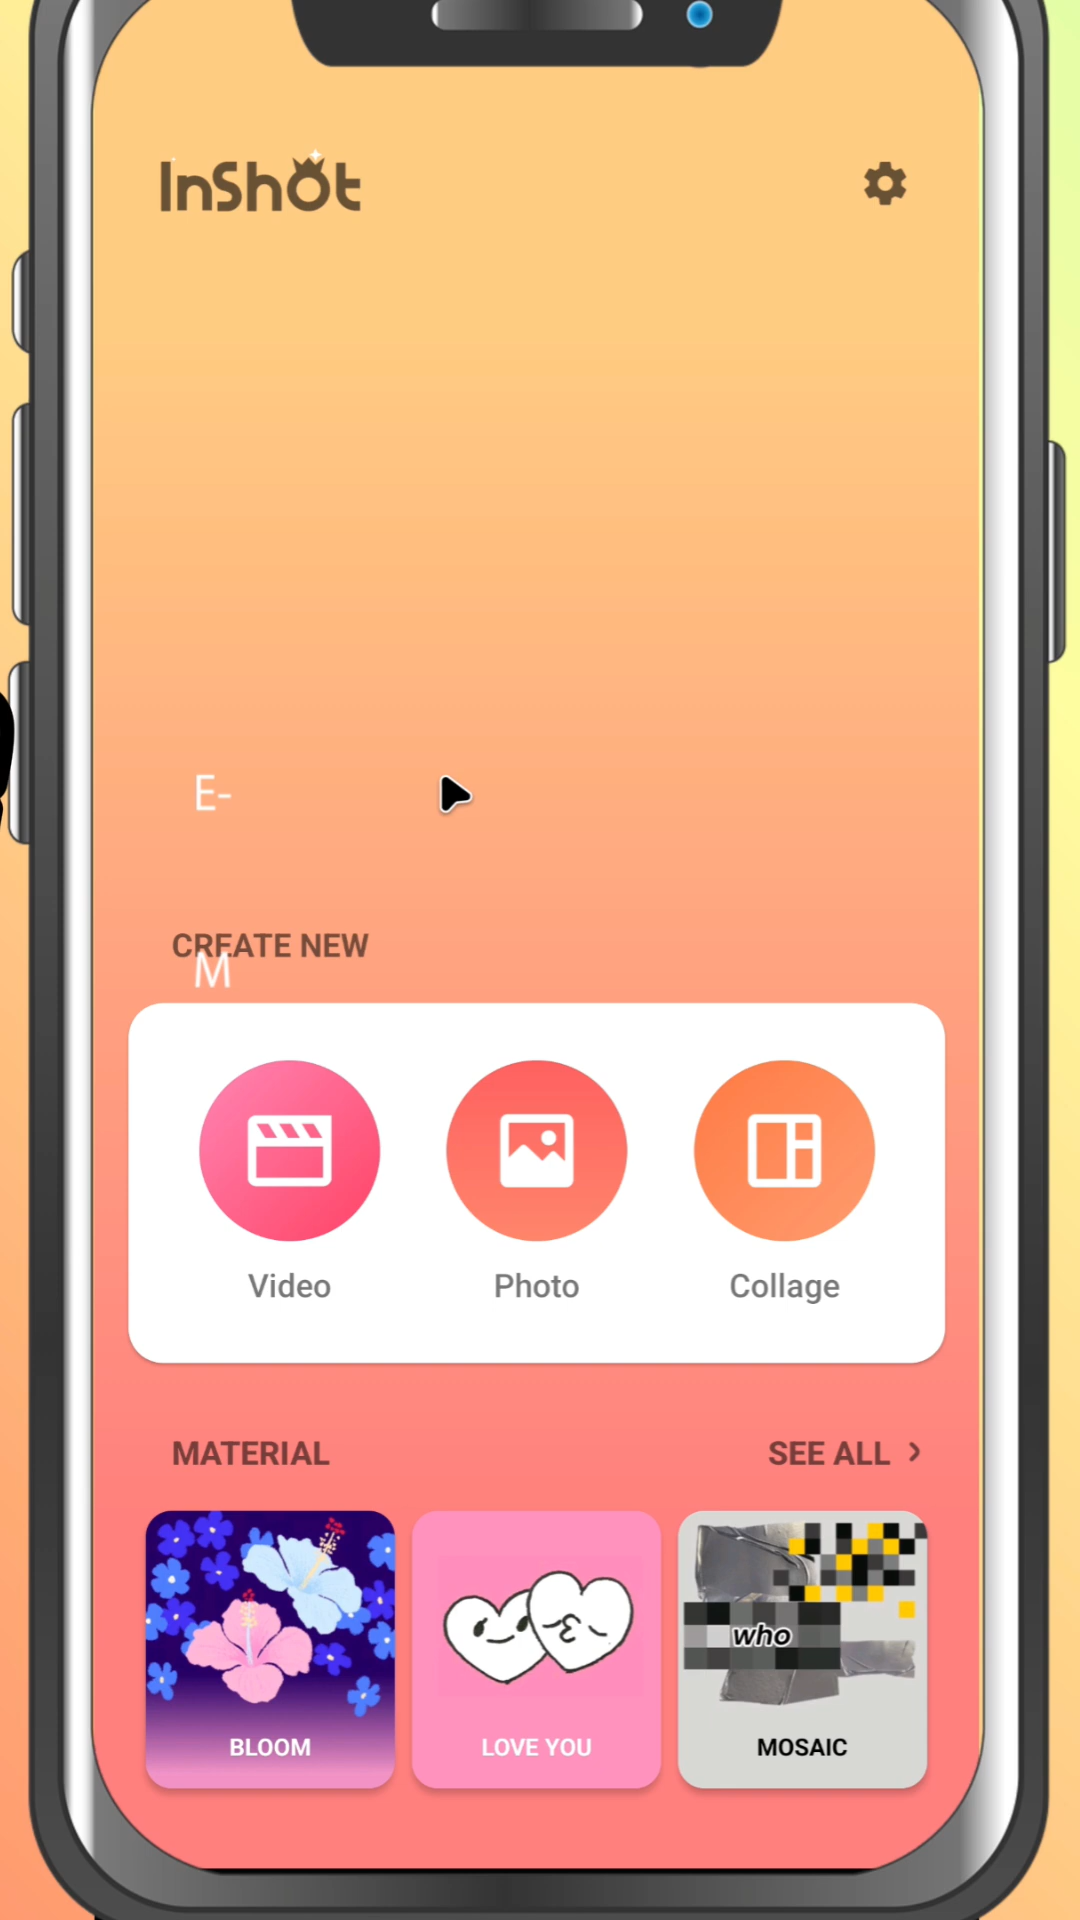 InShot
E-
CREATE NEW
M
Video
Photo
Collage
MATERIAL
SEE ALL
who
BLOOM
LOVE YOU
MOSAIC